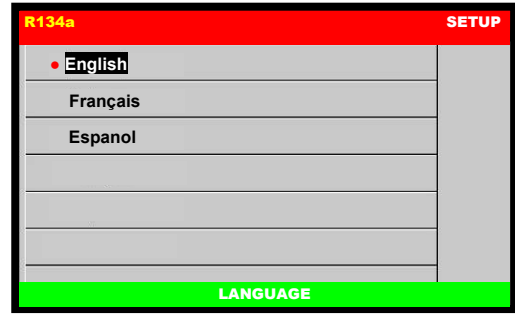 R134a SETUP
English
Français
Espanol
LANGUAGE